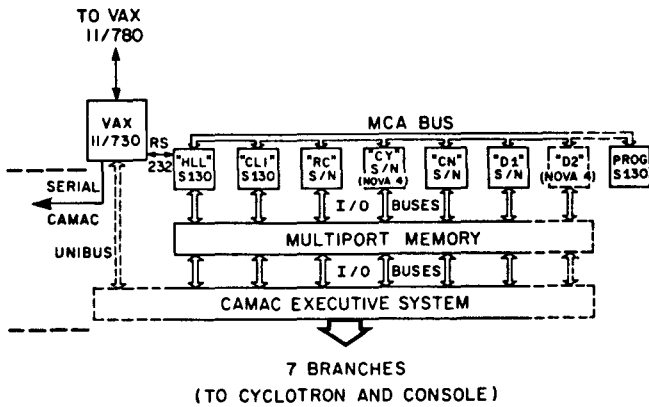 TO VAX
11/780
VAX
11/730
RS
232
MCA BUS
"HLL"
S130
"CLI"
S130
"RC"
S/N
"CY"
S/N
(NOVA 4)
"CN"
S/N
"D1"
S/N
"D2"
(NOVA 4)
PROG
S130
SERIAL
CAMAC
UNIBUS
I/O BUSES
MULTIPORT MEMORY
I/O BUSES
CAMAC EXECUTIVE SYSTEM
7 BRANCHES
(TO CYCLOTRON AND CONSOLE)